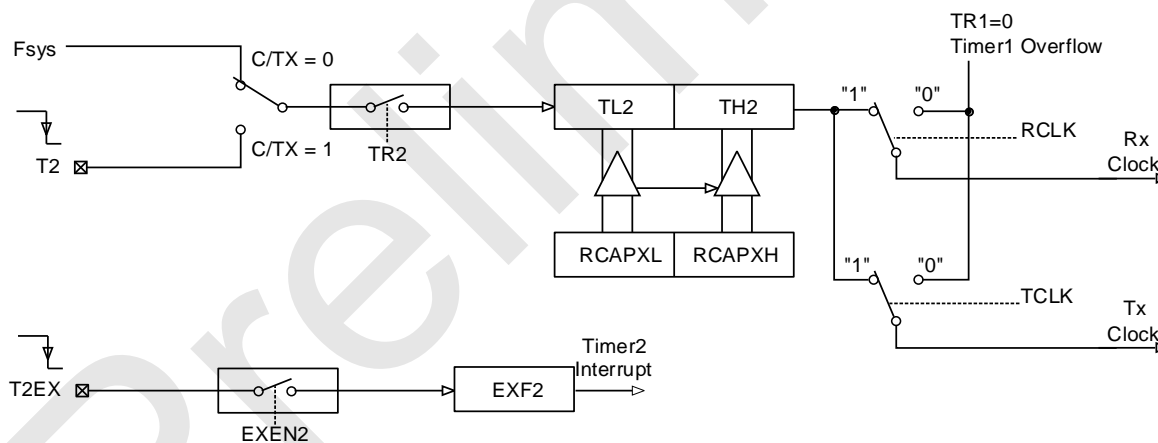 TR1=0
Timer1 Overflow
Fsys
C/TX = 0
T2
C/TX = 1
TR2
TL2
TH2
"1"
"0"
RCLK
Rx
Clock
RCAPXL
RCAPXH
"1"
"0"
TCLK
Tx
Clock
T2EX
EXEN2
EXF2
Timer2
Interrupt
Prelim